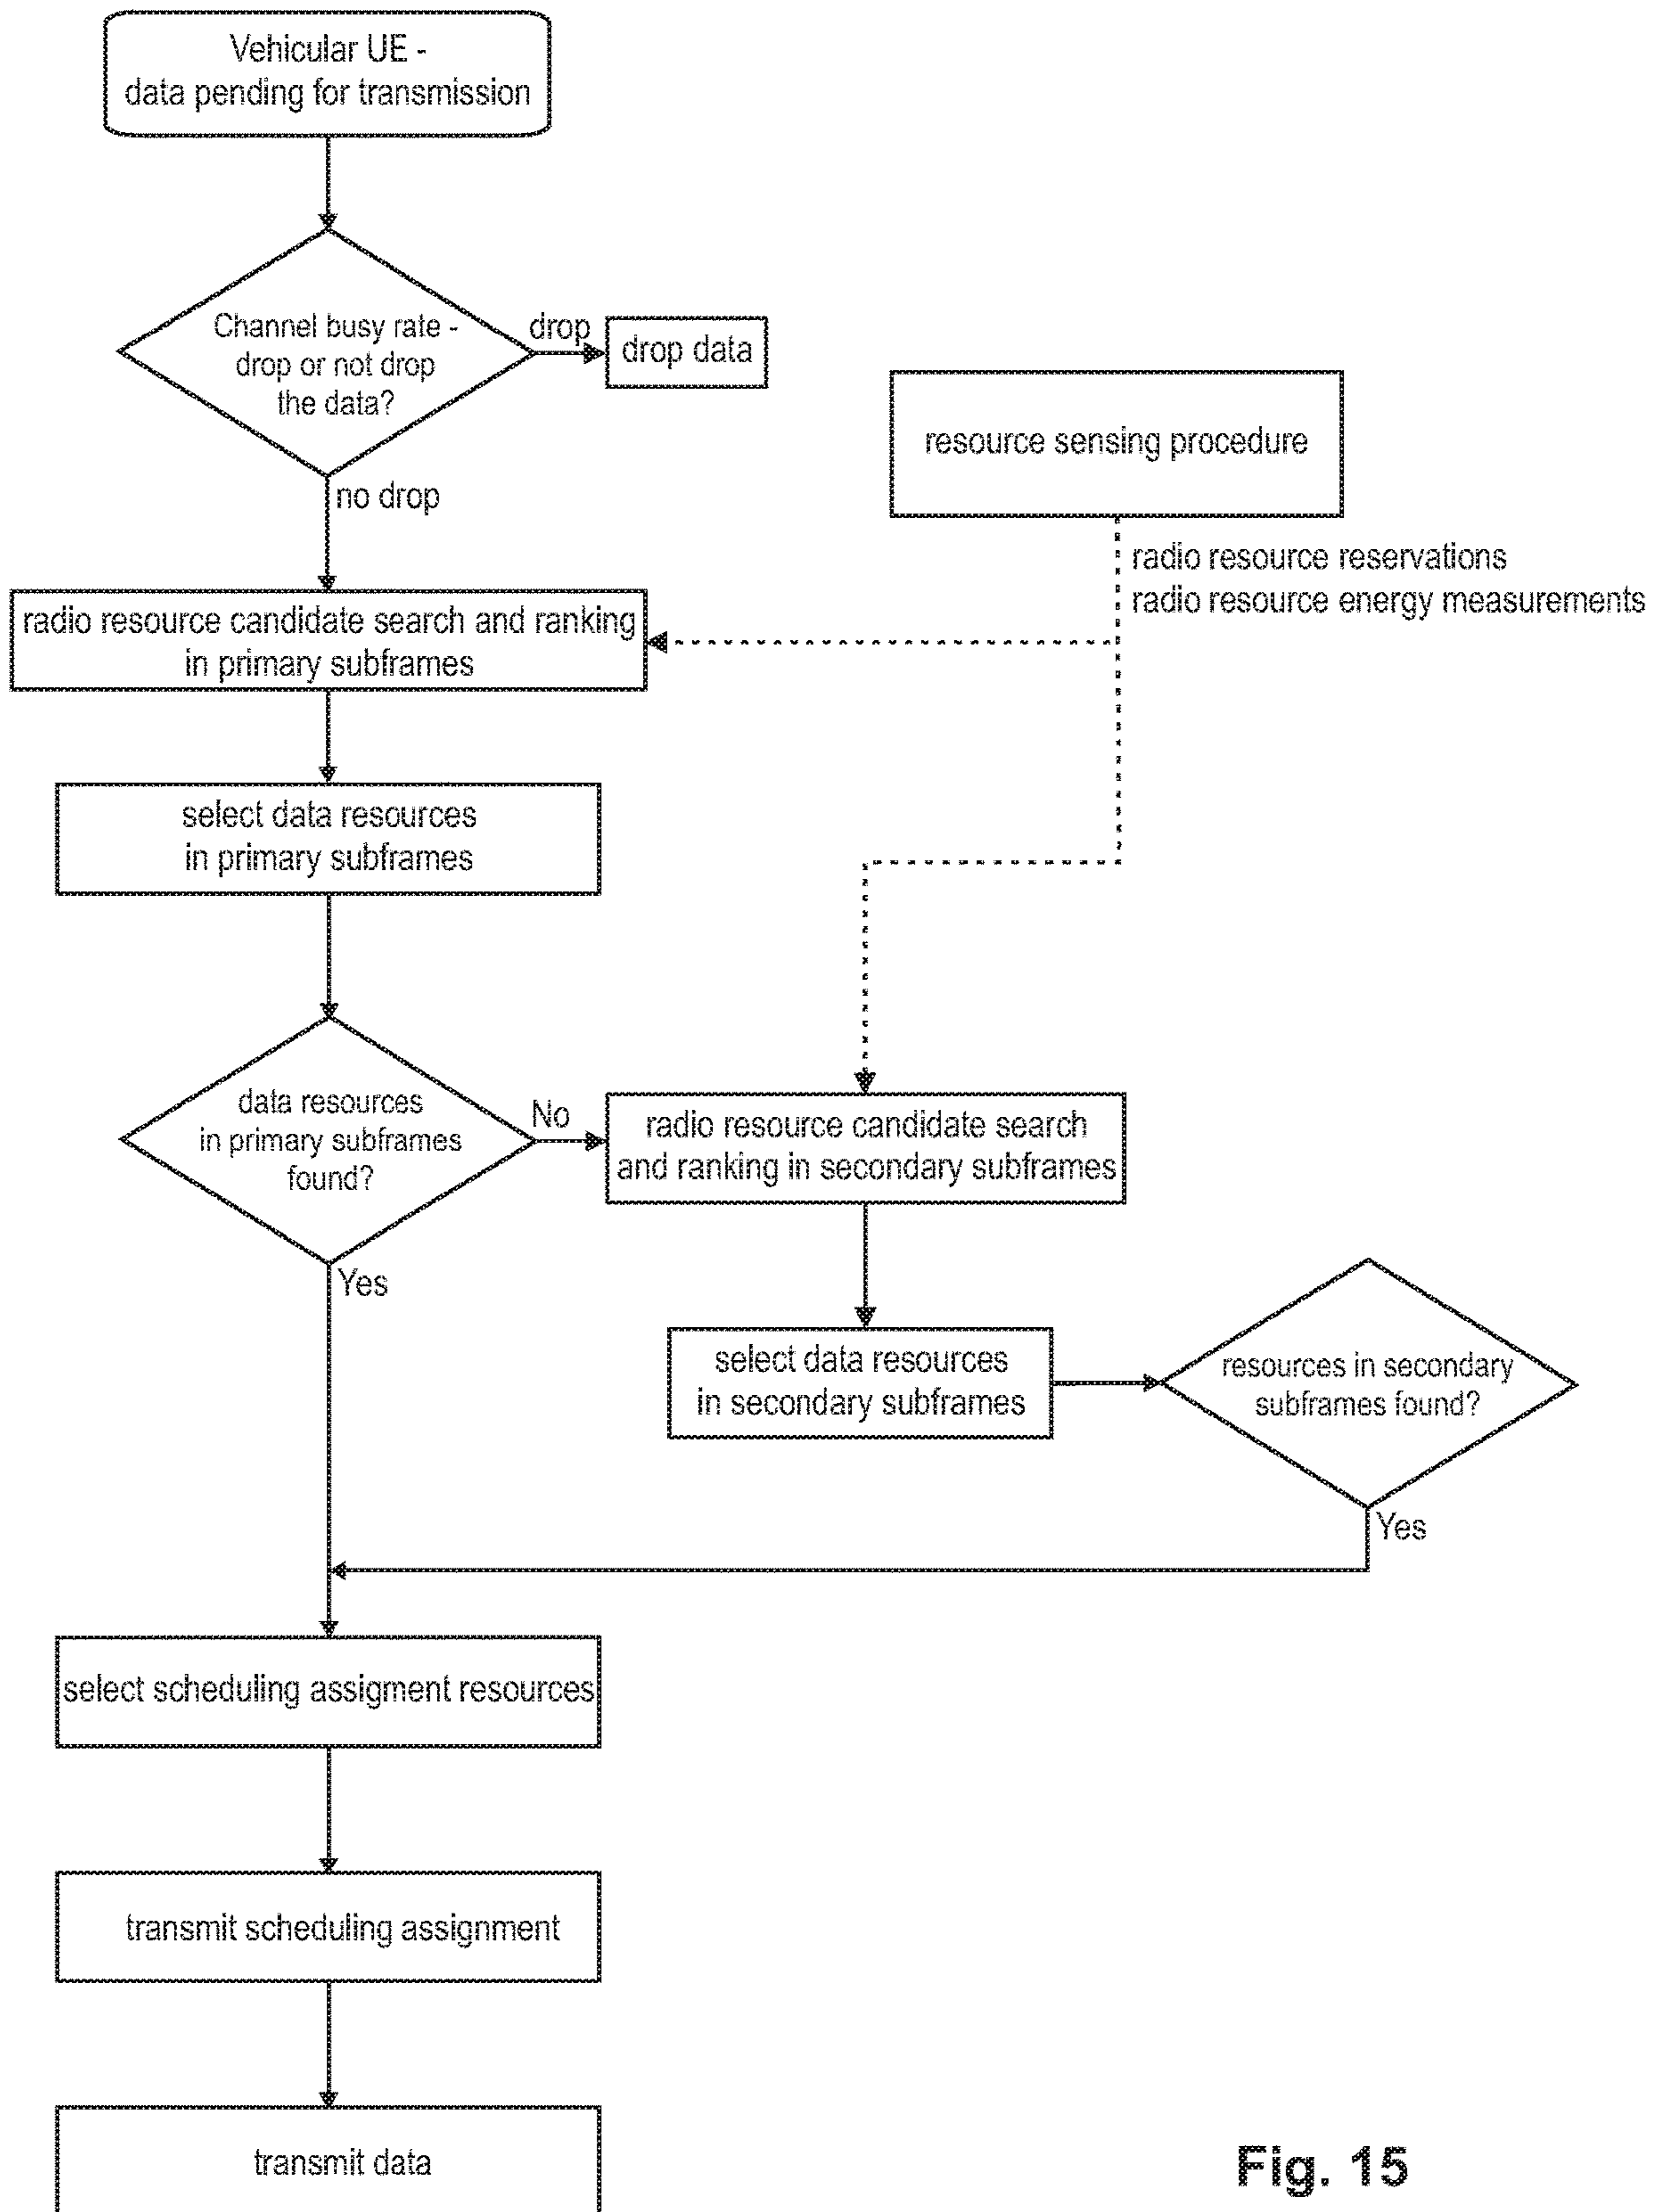 Vehicular UE -
data pending for transmission
Channel busy rate -
drop or not drop
the data?
drop
drop data
no drop
resource sensing procedure
radio resource reservations
radio resource energy measurements
radio resource candidate search and ranking
in primary subframes
select data resources
in primary subframes
data resources
in primary subframes
found?
No
Yes
radio resource candidate search
and ranking in secondary subframes
select data resources
in secondary subframes
resources in secondary
subframes found?
Yes
select scheduling assigment resources
transmit scheduling assignment
transmit data
Fig. 15